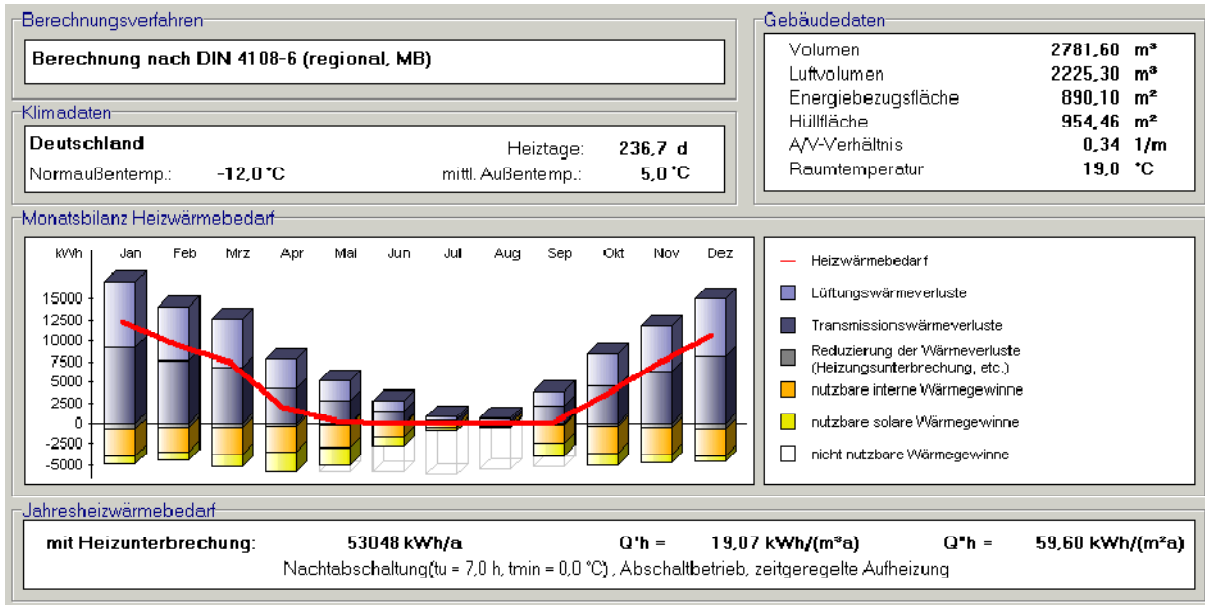 Berechnungsverfahren
Berechnung nach DIN 4108-6 (regional, MB)
Klimadaten
Deutschland Heiztage: 236,7 d
Normaußentemp.: -12,0 °C mittl. Außentemp.: 5,0 °C
Gebäudedaten
Volumen 2781,60 m³
Luftvolumen 2225,30 m³
Energiebezugsfläche 890,10 m²
Hüllfläche 954,46 m²
A/V-Verhältnis 0,34 1/m
Raumtemperatur 19,0 °C
Monatsbilanz Heizwärmebedarf
kWh Jan Feb Mrz Apr Mai Jun Jul Aug Sep Okt Nov Dez
15000
12500
10000
7500
5000
2500
0
-2500
-5000
Heizwärmebedarf
Lüftungswärmeverluste
Transmissionswärmeverluste
Reduzierung der Wärmeverluste
(Heizungsunterbrechung, etc.)
nutzbare interne Wärmegewinne
nutzbare solare Wärmegewinne
nicht nutzbare Wärmegewinne
Jahresheizwärmebedarf
mit Heizunterbrechung: 53048 kWh/a Q'h = 19,07 kWh/(m³a) Q"h = 59,60 kWh/(m²a)
Nachtabschaltung(tu = 7,0 h, tmin = 0,0 °C) , Abschaltbetrieb, zeitgeregelte Aufheizung